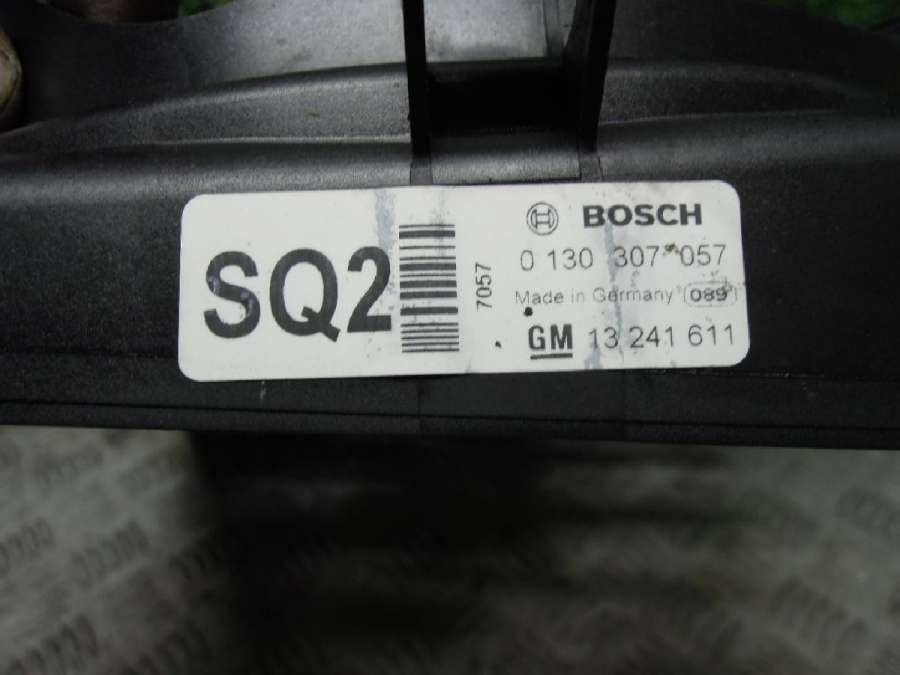 SQ2
7057
BOSCH
0 130 307 057
Made in Germany 089
GM 13 241 611